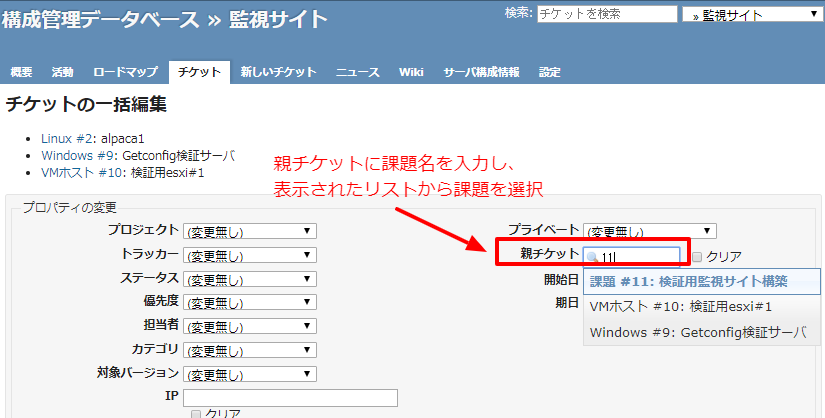 構成管理データベース » 監視サイト
検索: チケットを検索 » 監視サイト
概要 活動 ロードマップ チケット 新しいチケット ニュース Wiki サーバ構成情報 設定
チケットの一括編集
Linux #2: alpaca1
Windows #9: Getconfig検証サーバ
VMホスト #10: 検証用esxi#1
親チケットに課題名を入力し、
表示されたリストから課題を選択
プロパティの変更
プロジェクト (変更無し)
プライベート (変更無し)
トラッカー (変更無し)
親チケット 11 クリア
ステータス (変更無し)
開始日
課題 #11: 検証用監視サイト構築
優先度 (変更無し)
期日
VMホスト #10: 検証用esxi#1
担当者 (変更無し)
Windows #9: Getconfig検証サーバ
カテゴリ (変更無し)
対象バージョン (変更無し)
IP
クリア